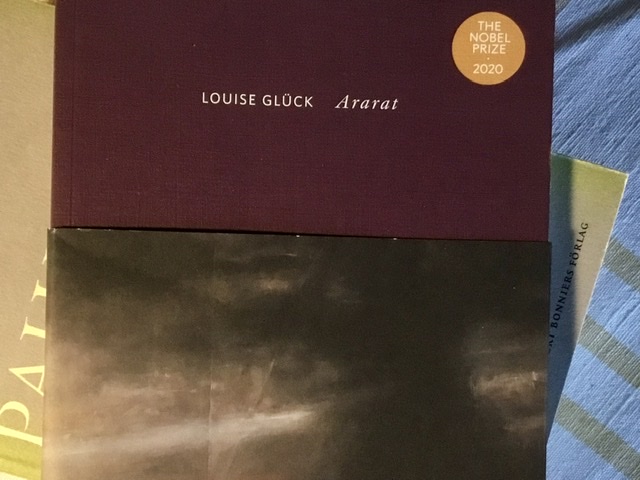 THE
NOBEL
PRIZE
2020
LOUISE GLÜCK Ararat
BONNIERS FÖRLAG